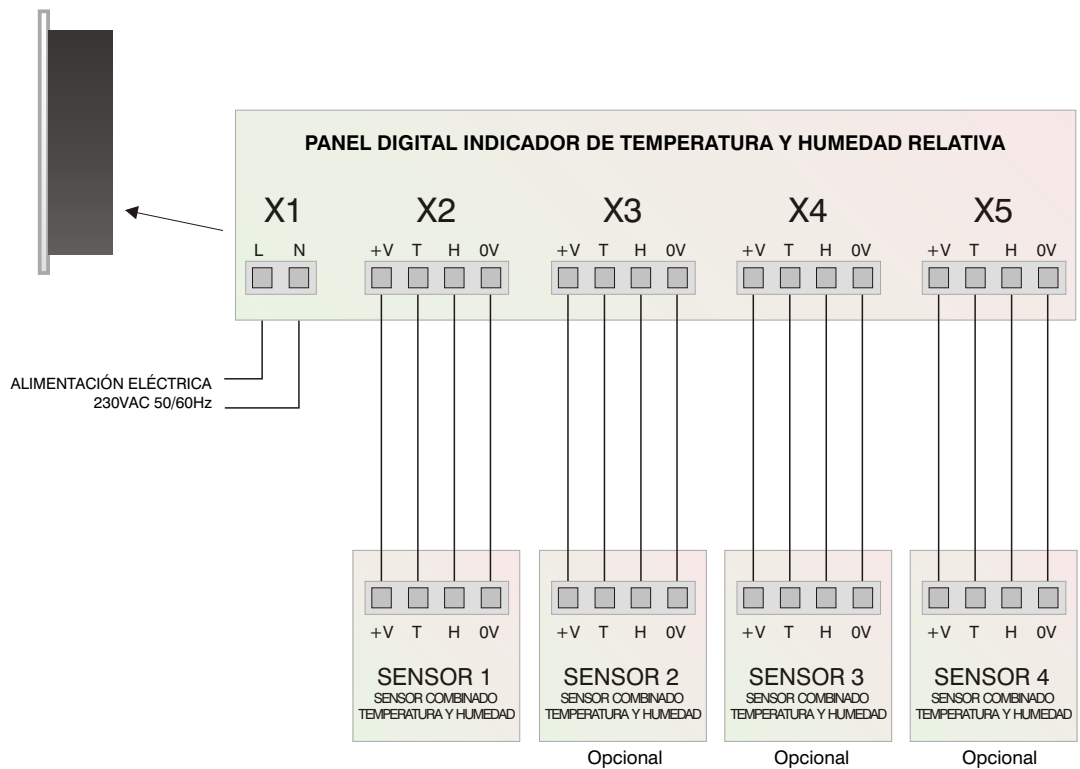 PANEL DIGITAL INDICADOR DE TEMPERATURA Y HUMEDAD RELATIVA
X1 X2 X3 X4 X5
L N +V T H 0V +V T H 0V +V T H 0V +V T H 0V
ALIMENTACIÓN ELÉCTRICA
230VAC 50/60Hz
+V T H 0V +V T H 0V +V T H 0V +V T H 0V
SENSOR 1
SENSOR COMBINADO
TEMPERATURA Y HUMEDAD
SENSOR 2
SENSOR COMBINADO
TEMPERATURA Y HUMEDAD
Opcional
SENSOR 3
SENSOR COMBINADO
TEMPERATURA Y HUMEDAD
Opcional
SENSOR 4
SENSOR COMBINADO
TEMPERATURA Y HUMEDAD
Opcional